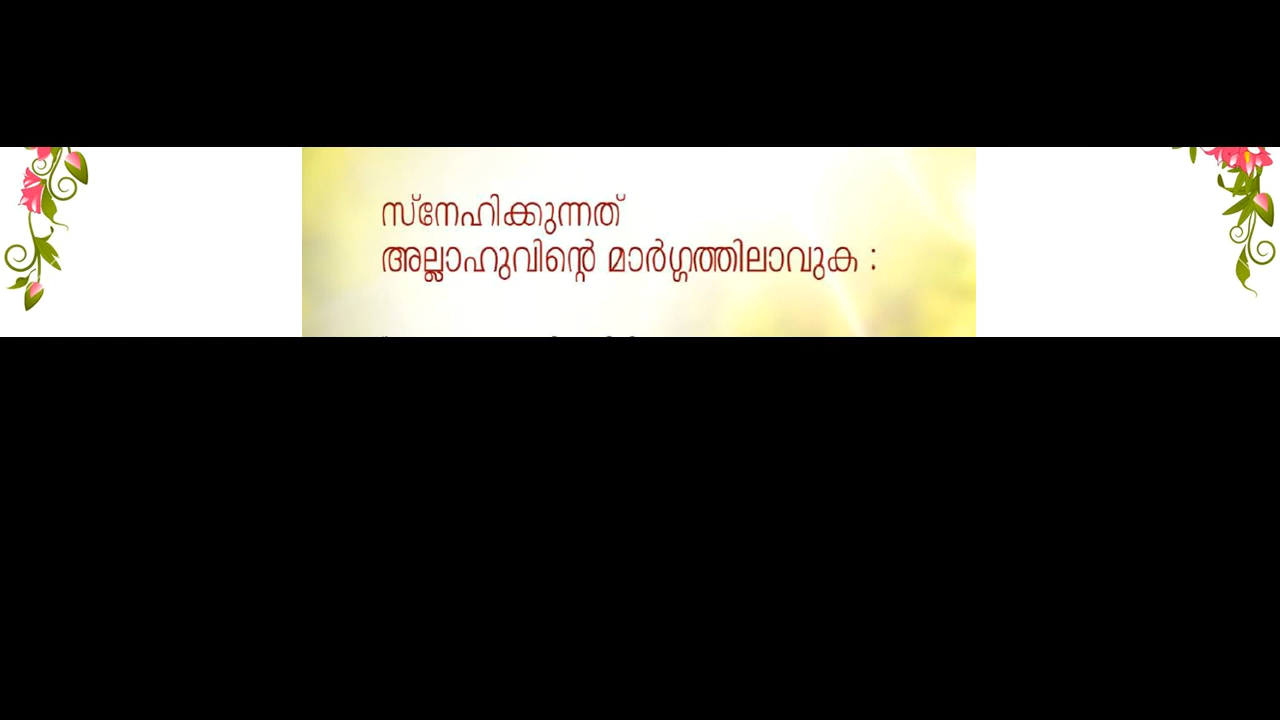 സ്നേഹിക്കുന്നത്
അല്ലാഹുവിന്റെ മാർഗ്ഗത്തിലാവുക :